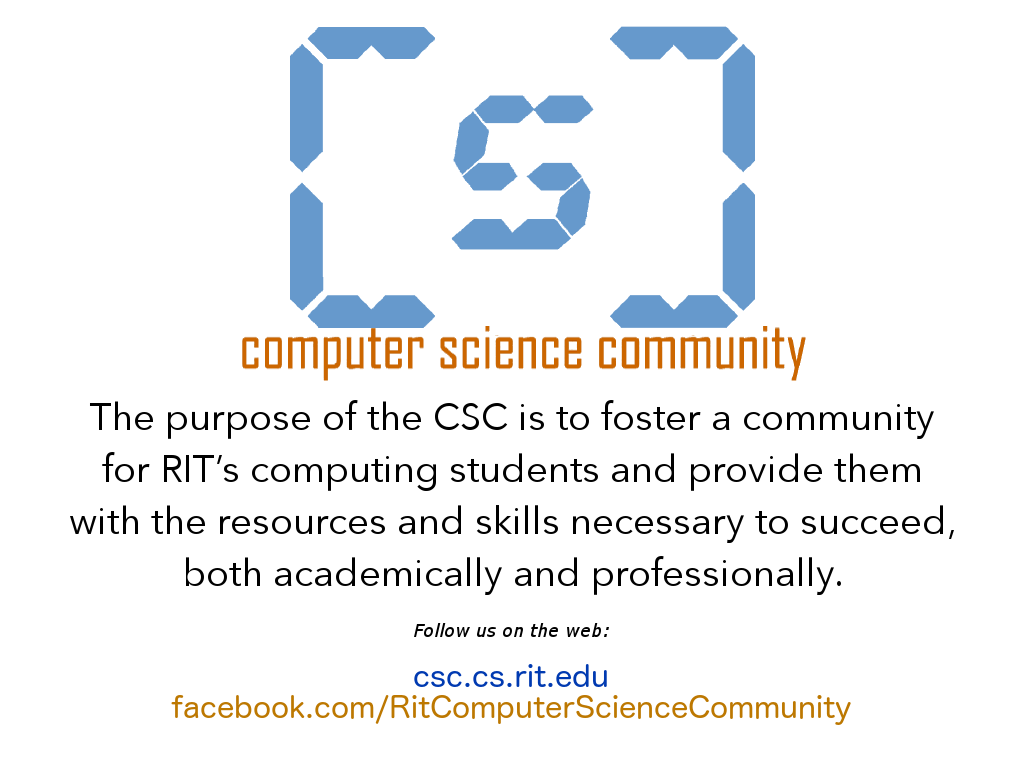 [S]
computer science community
The purpose of the CSC is to foster a community
for RIT’s computing students and provide them
with the resources and skills necessary to succeed,
both academically and professionally.
Follow us on the web:
csc.cs.rit.edu
facebook.com/RitComputerScienceCommunity